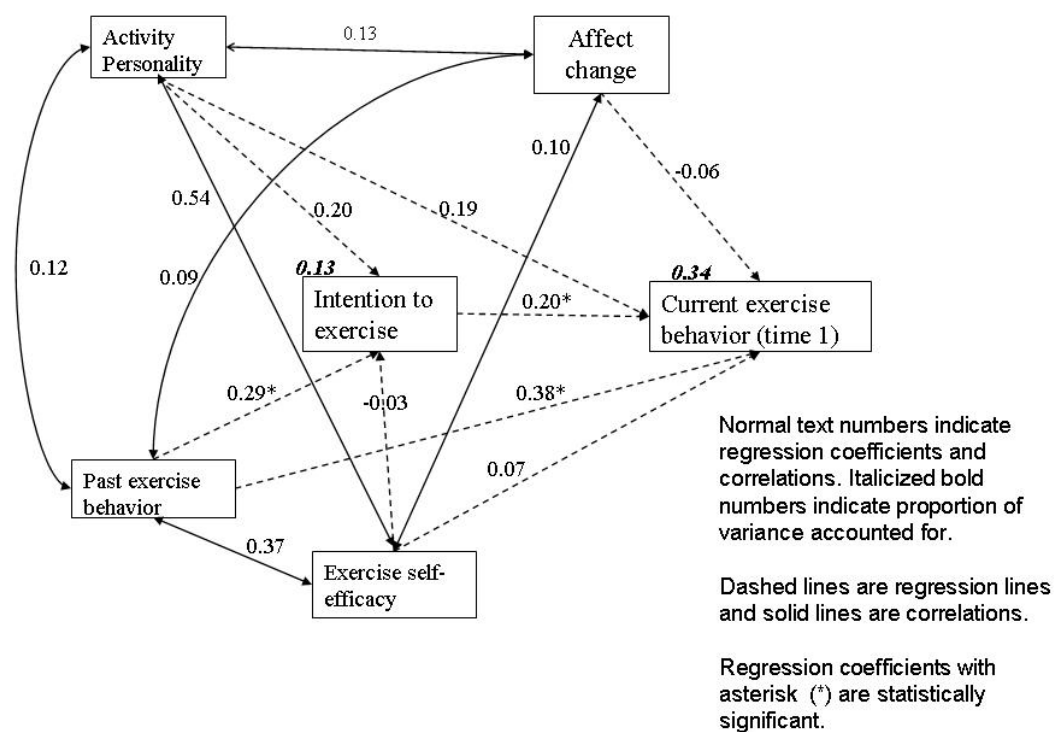 Activity
Personality
0.13
Affect
change
0.10
-0.06
0.54
0.20
0.19
0.12
0.09
0.13
Intention to
exercise
0.20*
0.34
Current exercise
behavior (time 1)
0.29*
-0.03
0.38*
0.07
Past exercise
behavior
0.37
Exercise self-
efficacy
Normal text numbers indicate
regression coefficients and
correlations. Italicized bold
numbers indicate proportion of
variance accounted for.
Dashed lines are regression lines
and solid lines are correlations.
Regression coefficients with
asterisk (*) are statistically
significant.